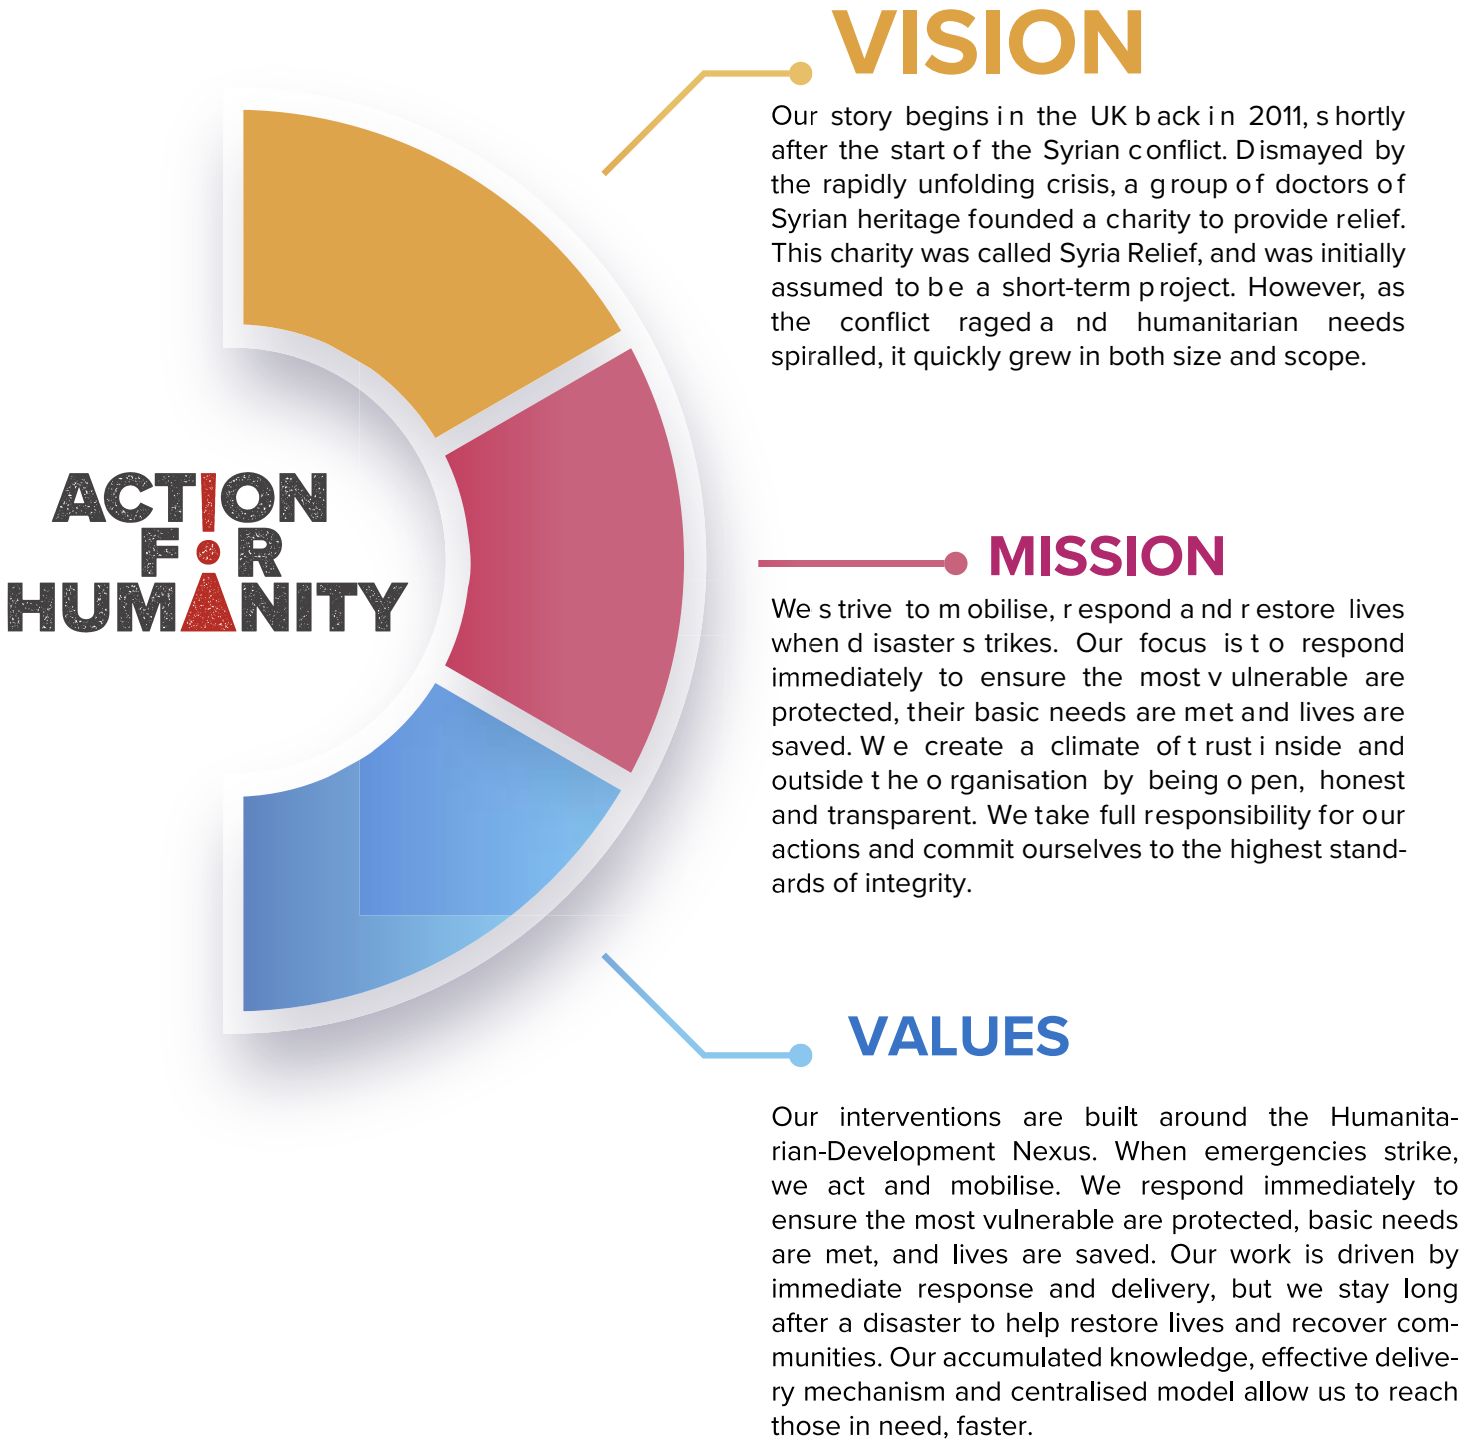 VISION
Our story begins in the UK back in 2011, shortly
after the start of the Syrian conflict. Dismayed by
the rapidly unfolding crisis, a group of doctors of
Syrian heritage founded a charity to provide relief.
This charity was called Syria Relief, and was initially
assumed to be a short-term project. However, as
the conflict raged and humanitarian needs
spiralled, it quickly grew in both size and scope.
ACTION
FOR
HUMANITY
MISSION
We strive to mobilise, respond and restore lives
when disaster strikes. Our focus is to respond
immediately to ensure the most vulnerable are
protected, their basic needs are met and lives are
saved. We create a climate of trust inside and
outside the organisation by being open, honest
and transparent. We take full responsibility for our
actions and commit ourselves to the highest stand-
ards of integrity.
VALUES
Our interventions are built around the Humanita-
rian-Development Nexus. When emergencies strike,
we act and mobilise. We respond immediately to
ensure the most vulnerable are protected, basic needs
are met, and lives are saved. Our work is driven by
immediate response and delivery, but we stay long
after a disaster to help restore lives and recover com-
munities. Our accumulated knowledge, effective delive-
ry mechanism and centralised model allow us to reach
those in need, faster.